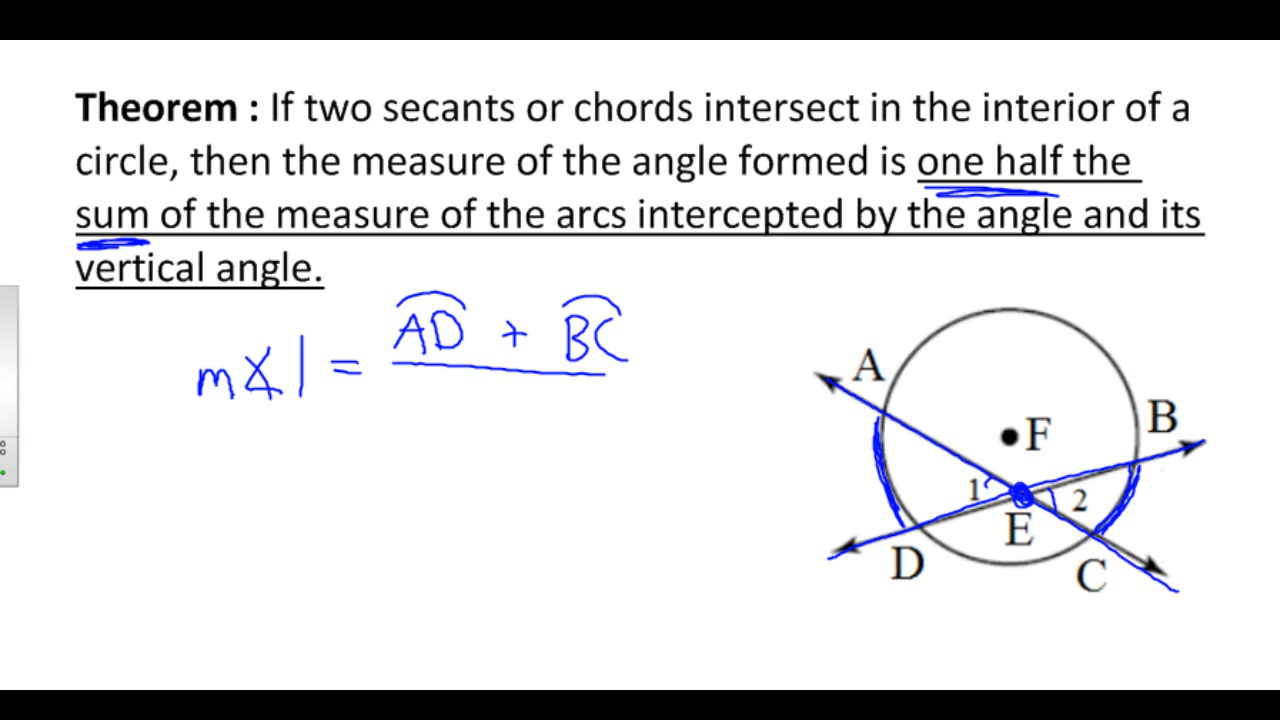 Theorem : If two secants or chords intersect in the interior of a
circle, then the measure of the angle formed is one half the
sum of the measure of the arcs intercepted by the angle and its
vertical angle.
m∡1 = AD + BC
A
B
F
1
2
E
D
C